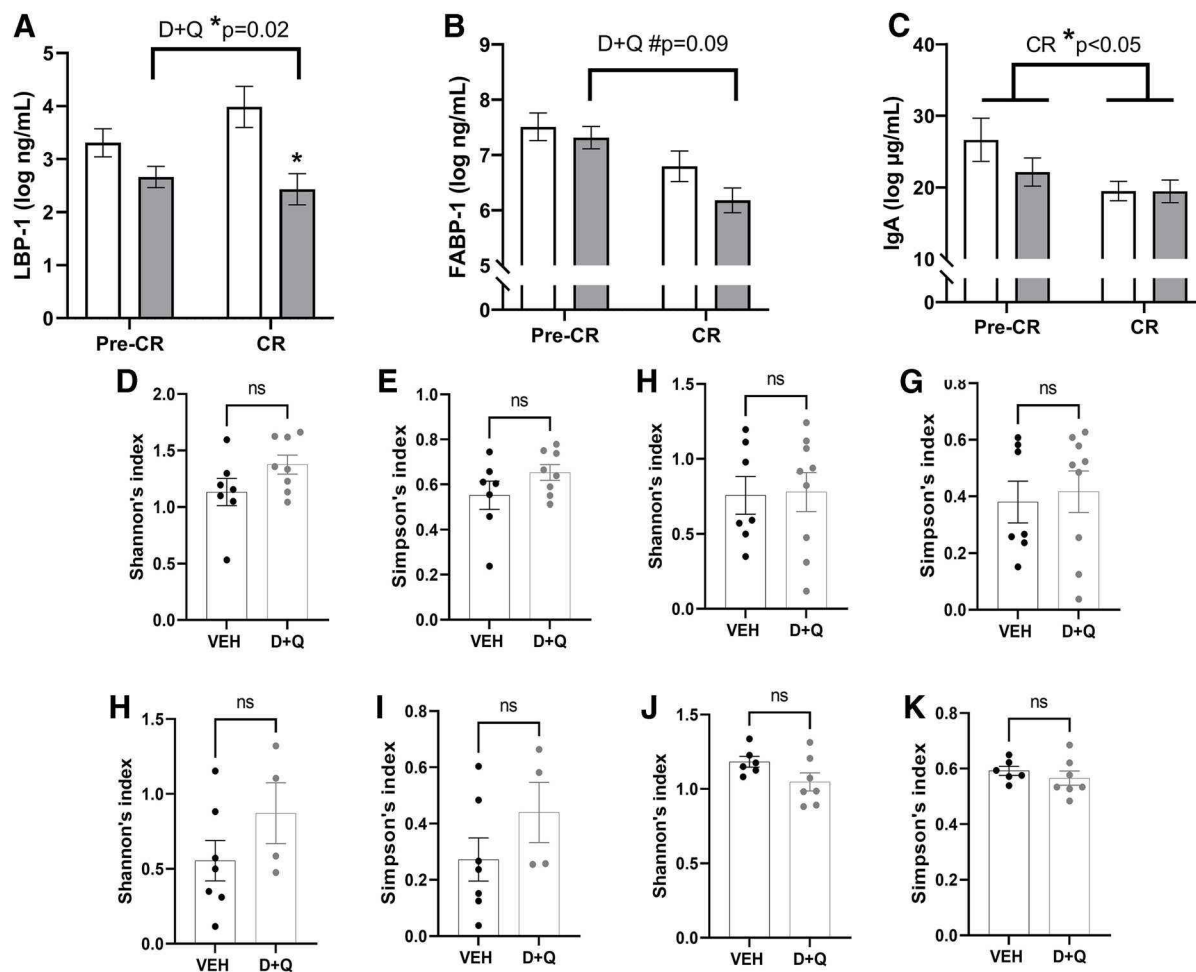 A
D+Q *p=0.02
LBP-1 (log ng/mL)
5
4
3
2
1
0
*
Pre-CR
CR
B
D+Q #p=0.09
FABP-1 (log ng/mL)
9
8
7
6
5
0
Pre-CR
CR
C
CR *p<0.05
IgA (log µg/mL)
40
30
20
10
0
Pre-CR
CR
D
ns
Shannon's index
2.0
1.5
1.0
0.5
0.0
VEH
D+Q
E
ns
Simpson's index
1.0
0.8
0.6
0.4
0.2
0.0
VEH
D+Q
H
ns
Shannon's index
1.5
1.0
0.5
0.0
VEH
D+Q
G
ns
Simpson's index
0.8
0.6
0.4
0.2
0.0
VEH
D+Q
H
ns
Shannon's index
1.5
1.0
0.5
0.0
VEH
D+Q
I
ns
Simpson's index
0.8
0.6
0.4
0.2
0.0
VEH
D+Q
J
ns
Shannon's index
1.5
1.0
0.5
0.0
VEH
D+Q
K
ns
Simpson's index
0.8
0.6
0.4
0.2
0.0
VEH
D+Q